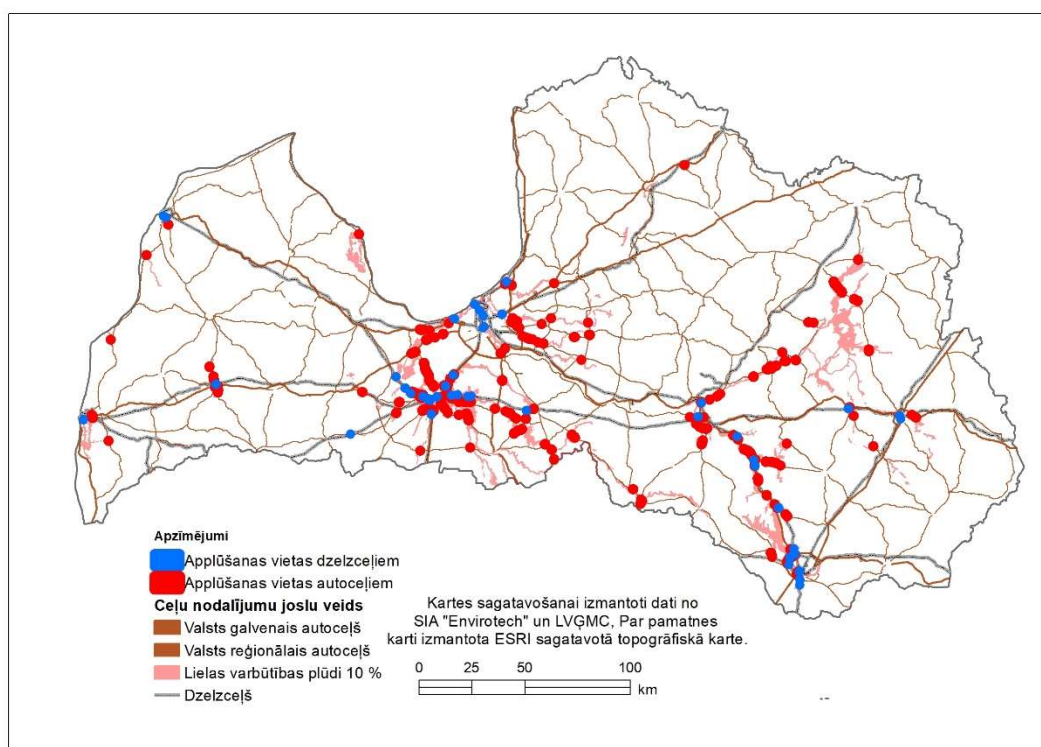 Apzīmējumi
Applūšanas vietas dzelzceļiem
Applūšanas vietas autoceļiem
Ceļu nodalījumu joslu veids
Valsts galvenais autoceļš
Valsts reģionālais autoceļš
Lielas varbūtības plūdi 10 %
Dzelzceļš
Kartes sagatavošanai izmantoti dati no
SIA "Envirotech" un LVĢMC, Par pamatnes
karti izmantota ESRI sagatavotā topogrāfiskā karte.
0 25 50 100
km